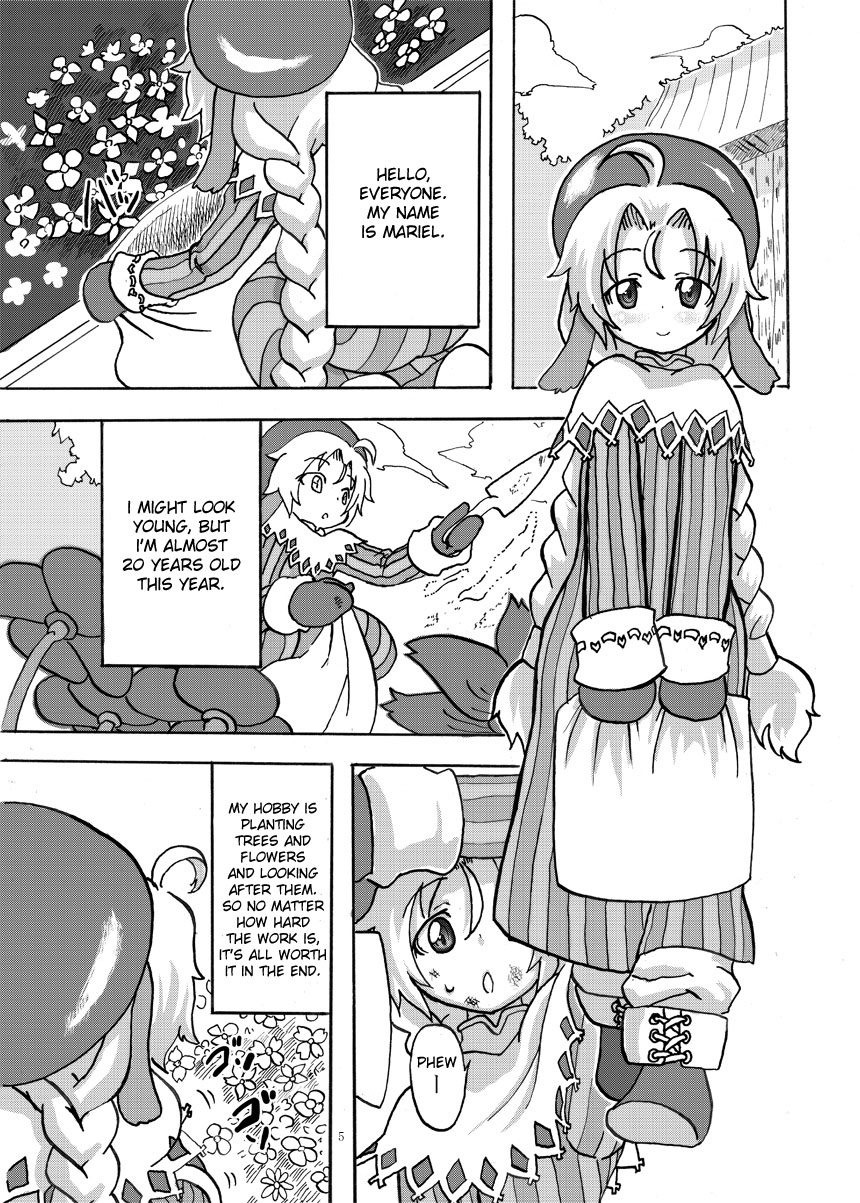 HELLO,
EVERYONE.
MY NAME
IS MARIEL.
I MIGHT LOOK
YOUNG, BUT
I'M ALMOST
20 YEARS OLD
THIS YEAR.
MY HOBBY IS
PLANTING
TREES AND
FLOWERS
AND LOOKING
AFTER THEM.
SO NO MATTER
HOW HARD
THE WORK IS,
IT'S ALL WORTH
IT IN THE END.
PHEW
ゴゴ
5